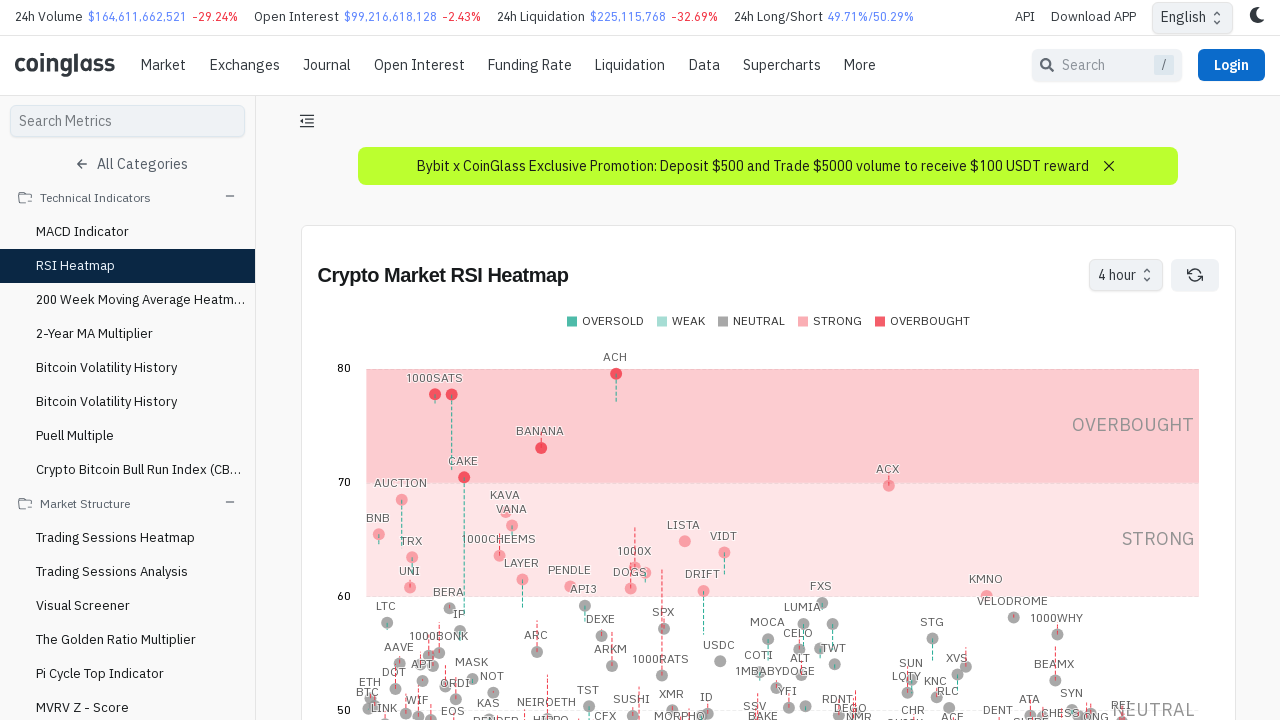 24h Volume $164,611,662,521 -29.24% Open Interest $99,216,618,128 -2.43% 24h Liquidation $225,115,768 -32.69% 24h Long/Short 49.71%/50.29% API Download APP English
coinglass Market Exchanges Journal Open Interest Funding Rate Liquidation Data Supercharts More Search / Login
Search Metrics
All Categories
Technical Indicators
MACD Indicator
RSI Heatmap
200 Week Moving Average Heatm...
2-Year MA Multiplier
Bitcoin Volatility History
Bitcoin Volatility History
Puell Multiple
Crypto Bitcoin Bull Run Index (CB...
Market Structure
Trading Sessions Heatmap
Trading Sessions Analysis
Visual Screener
The Golden Ratio Multiplier
Pi Cycle Top Indicator
MVRV Z - Score
Bybit x CoinGlass Exclusive Promotion: Deposit $500 and Trade $5000 volume to receive $100 USDT reward
Crypto Market RSI Heatmap
4 hour
OVERSOLD WEAK NEUTRAL STRONG OVERBOUGHT
ACH
80
1000SATS
OVERBOUGHT
BANANA
CAKE
ACX
70
AUCTION
KAVA
VANA
BNB
LISTA
VIDT
TRX
1000CHEEMS
STRONG
1000X
UNI
LAYER
PENDLE
DOGS
DRIFT
KMNO
API3
FXS
BERA
60
VELODROME
LTC
IP
SPX
LUMIA
DEXE
MOCA
STG
1000WHY
1000BONK
ARC
CELO
AAVE
ARKM
USDC
TWT
COTI
1000RATS
ALT
APT
MASK
SUN
XVS
BEAMX
DOT
1MBABYDOGE
NOT
LQTY
ETH
ORDI
KNC
BTC
TST
XMR
YFI
RLC
SYN
WIF
KAS
NEIROETH
SUSHI
ID
RDNT
ATA
LINK
SSV
REI
50
EOS
CFX
MORPHO
BAKE
DEGO
CHR
ACE
DENT
NEUTRAL